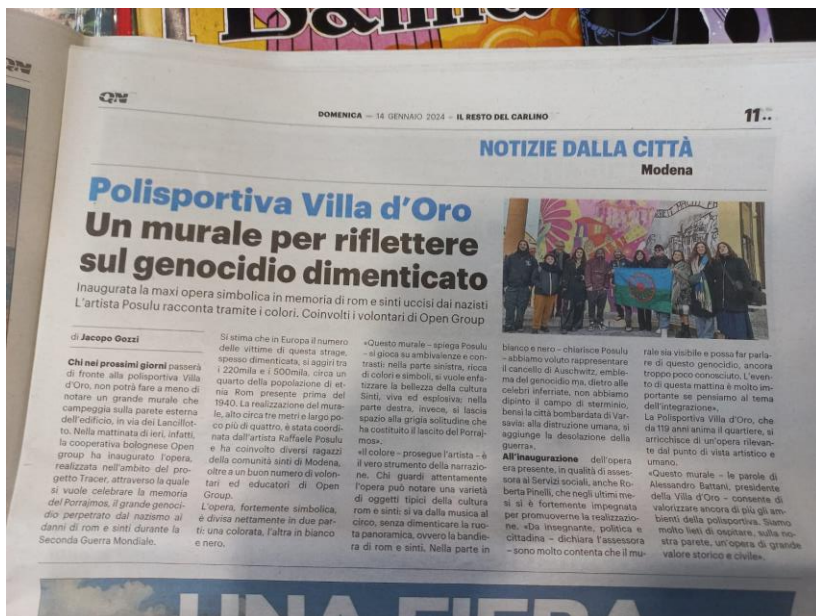 QN
DOMENICA — 14 GENNAIO 2024 – IL RESTO DEL CARLINO
11..
NOTIZIE DALLA CITTÀ
Modena
Polisportiva Villa d'Oro
Un murale per riflettere
sul genocidio dimenticato
Inaugurata la maxi opera simbolica in memoria di rom e sinti uccisi dai nazisti
L'artista Posulu racconta tramite i colori. Coinvolti i volontari di Open Group
di Jacopo Gozzi
Chi nei prossimi giorni passerà
di fronte alla polisportiva Villa
d'Oro, non potrà fare a meno di
notare un grande murale che
campeggia sulla parete esterna
dell'edificio, in via dei Lancillot-
to. Nella mattinata di ieri, infatti,
la cooperativa bolognese Open
group ha inaugurato l'opera,
realizzata nell'ambito del pro-
getto Tracer, attraverso la quale
si vuole celebrare la memoria
del Porrajmos, il grande genoci-
dio perpetrato dal nazismo ai
danni di rom e sinti durante la
Seconda Guerra Mondiale.
Si stima che in Europa il numero
delle vittime di questa strage,
spesso dimenticata, si aggiri tra
i 220mila e i 500mila, circa un
quarto della popolazione di et-
nia Rom presente prima del
1940. La realizzazione del mura-
le, alto circa tre metri e largo po-
co più di quattro, è stata coordi-
nata dall'artista Raffaele Posulu
e ha coinvolto diversi ragazzi
della comunità sinti di Modena,
oltre a un buon numero di volon-
tari ed educatori di Open
Group.
L'opera, fortemente simbolica,
è divisa nettamente in due par-
ti: una colorata, l'altra in bianco
e nero.
«Questo murale – spiega Posulu
– si gioca su ambivalenze e con-
trasti: nella parte sinistra, ricca
di colori e simboli, si vuole enfa-
tizzare la bellezza della cultura
Sinti, viva ed esplosiva; nella
parte destra, invece, si lascia
spazio alla grigia solitudine che
ha costituito il lascito del Porraj-
mos».
«Il colore – prosegue l'artista – è
il vero strumento della narrazio-
ne. Chi guardi attentamente
l'opera può notare una varietà
di oggetti tipici della cultura
rom e sinti: si va dalla musica al
circo, senza dimenticare la ruo-
ta panoramica, ovvero la bandie-
ra di rom e sinti. Nella parte in
bianco e nero – chiarisce Posulu
– abbiamo voluto rappresentare
il cancello di Auschwitz, emble-
ma del genocidio ma, dietro alle
celebri inferriate, non abbiamo
dipinto il campo di sterminio,
bensì la città bombardata di Var-
savia: alla distruzione umana, si
aggiunge la desolazione della
guerra».
All'inaugurazione dell'opera
era presente, in qualità di asses-
sora ai Servizi sociali, anche Ro-
berta Pinelli, che negli ultimi me-
si si è fortemente impegnata
per promuoverne la realizzazio-
ne. «Da insegnante, politica e
cittadina – dichiara l'assessora
– sono molto contenta che il mu-
rale sia visibile e possa far parla-
re di questo genocidio, ancora
troppo poco conosciuto. L'even-
to di questa mattina è molto im-
portante se pensiamo al tema
dell'integrazione».
La Polisportiva Villa d'Oro, che
da 119 anni anima il quartiere, si
arricchisce di un'opera rilevan-
te dal punto di vista artistico e
umano.
«Questo murale – le parole di
Alessandro Battani, presidente
della Villa d'Oro – consente di
valorizzare ancora di più gli am-
bienti della polisportiva. Siamo
molto lieti di ospitare, sulla no-
stra parete, un'opera di grande
valore storico e civile».
UNA FIERA